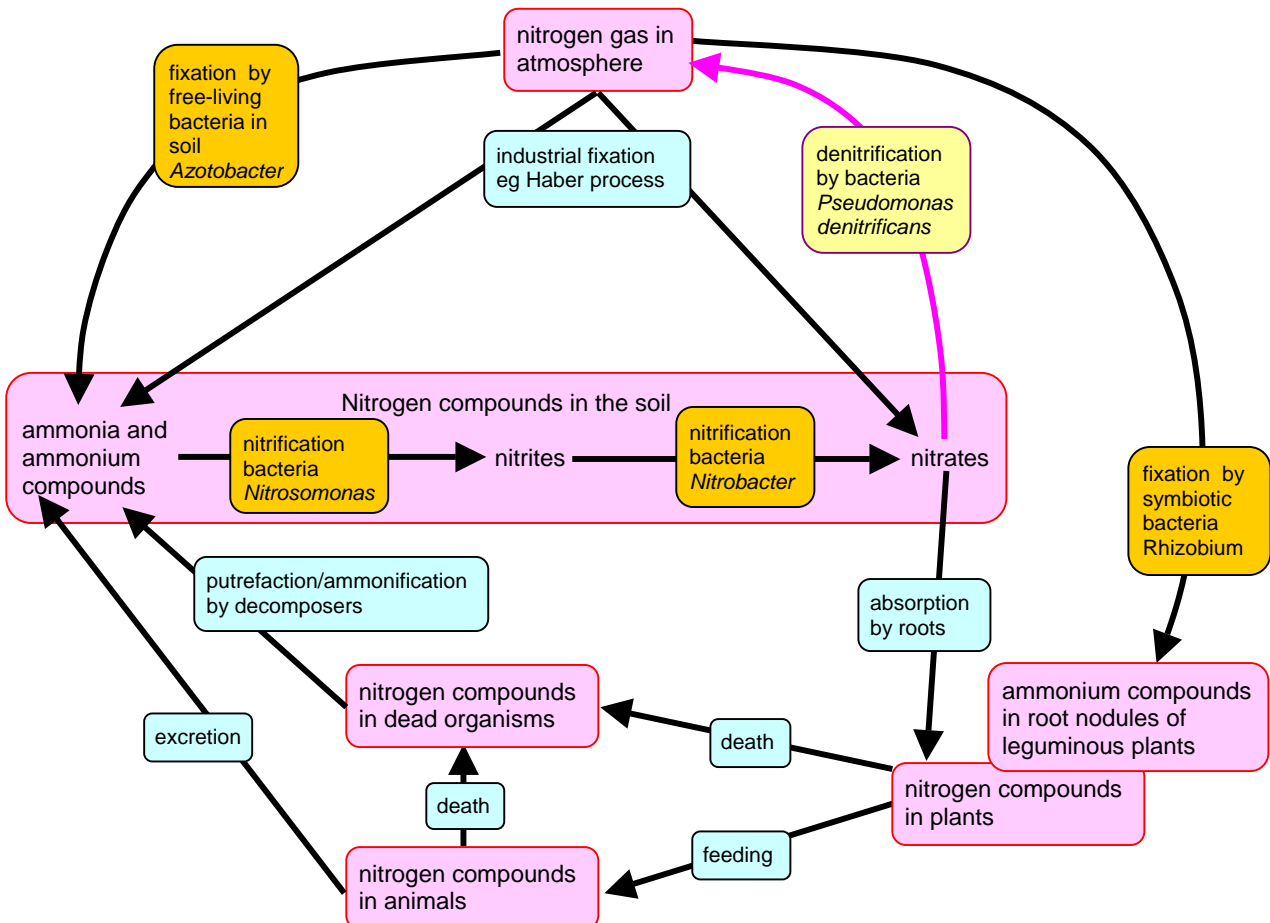 nitrogen gas in
atmosphere
fixation by
free-living
bacteria in
soil
Azotobacter
industrial fixation
eg Haber process
denitrification
by bacteria
Pseudomonas
denitrificans
Nitrogen compounds in the soil
ammonia and
ammonium
compounds
nitrification
bacteria
Nitrosomonas
nitrites
nitrification
bacteria
Nitrobacter
nitrates
fixation by
symbiotic
bacteria
Rhizobium
putrefaction/ammonification
by decomposers
absorption
by roots
nitrogen compounds
in dead organisms
ammonium compounds
in root nodules of
leguminous plants
excretion
death
death
nitrogen compounds
in plants
feeding
nitrogen compounds
in animals